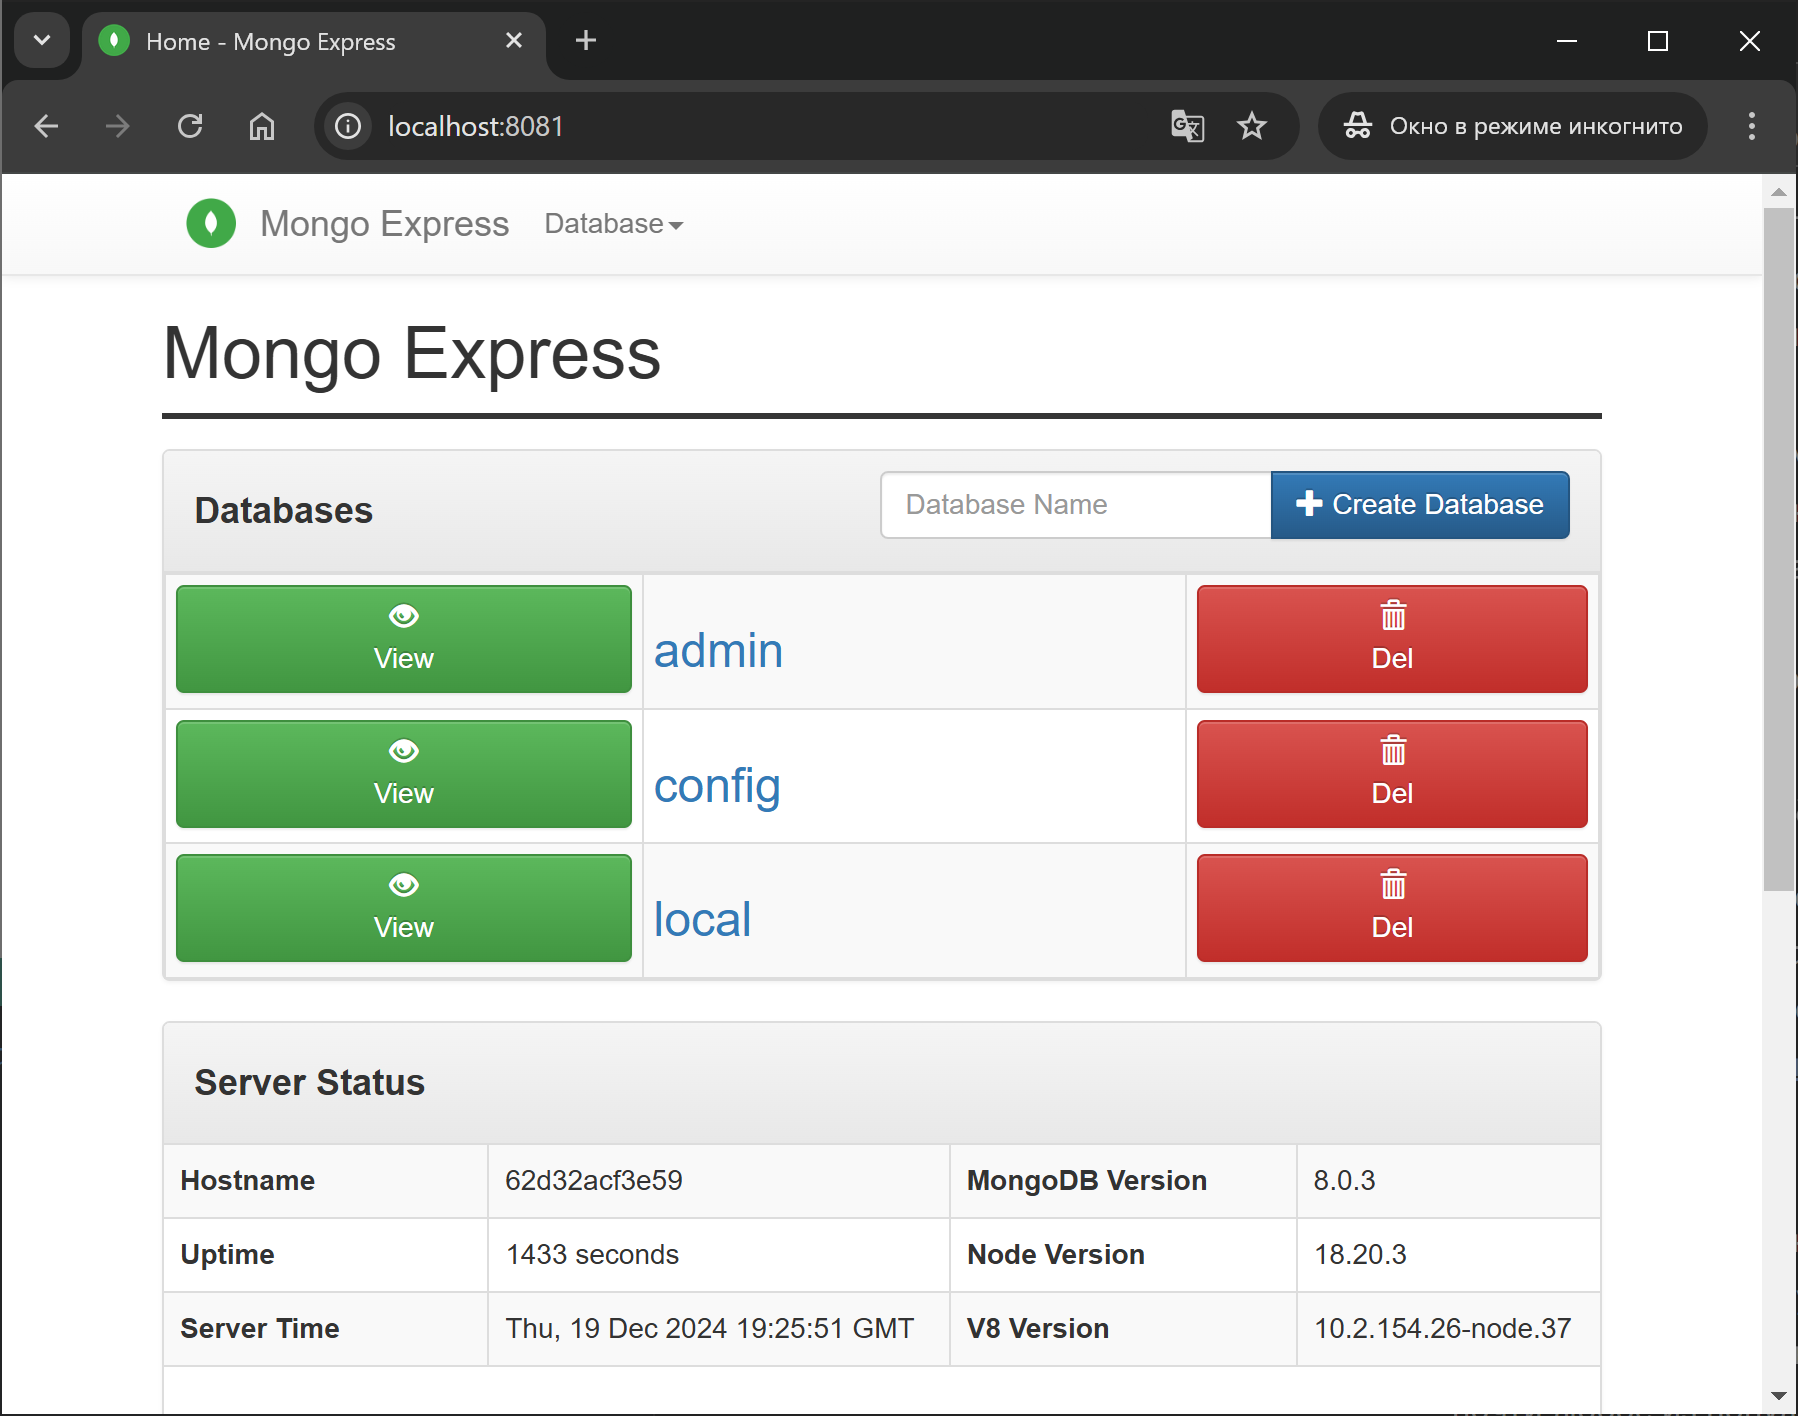 Home - Mongo Express
localhost:8081
Окно в режиме инкогнито
Mongo Express Database
Mongo Express
Databases Database Name Create Database
View admin Del
View config Del
View local Del
Server Status
Hostname 62d32acf3e59 MongoDB Version 8.0.3
Uptime 1433 seconds Node Version 18.20.3
Server Time Thu, 19 Dec 2024 19:25:51 GMT V8 Version 10.2.154.26-node.37